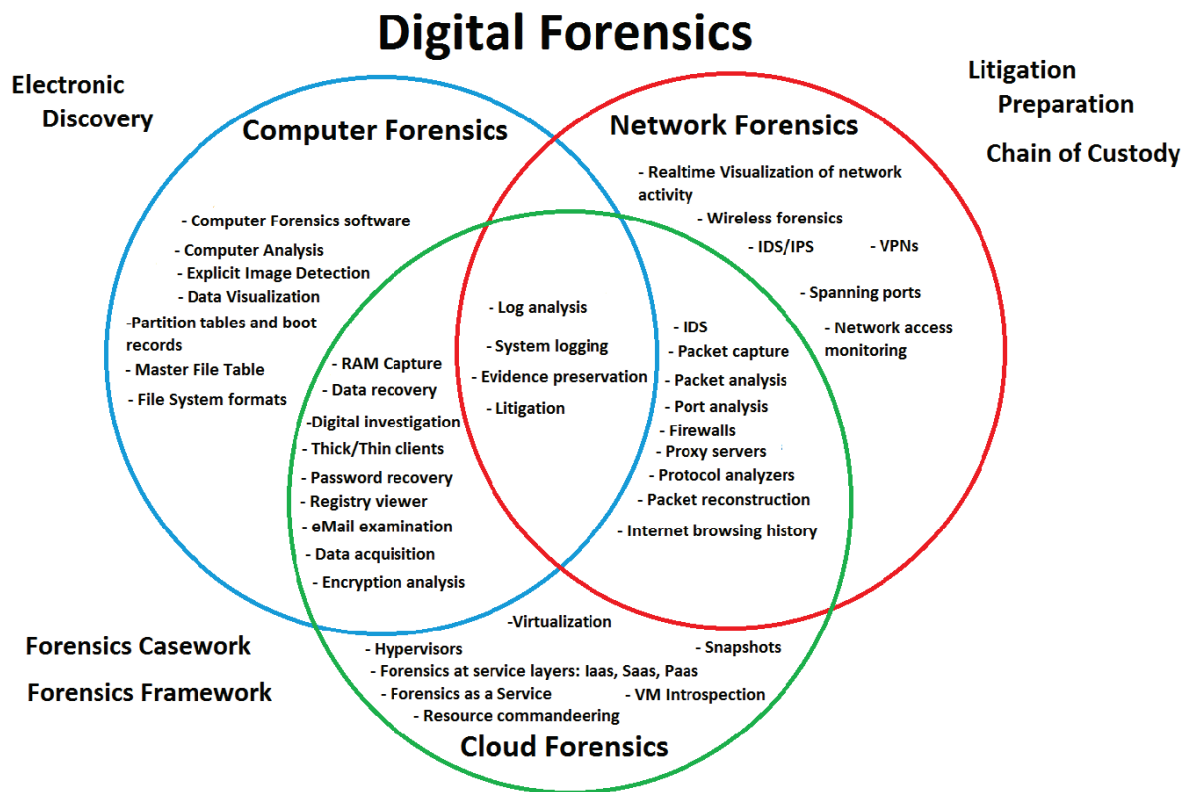 Digital Forensics
Electronic
Discovery
Litigation
Preparation
Chain of Custody
Computer Forensics
- Computer Forensics software
- Computer Analysis
- Explicit Image Detection
- Data Visualization
-Partition tables and boot
records
- Master File Table
- File System formats
Network Forensics
- Realtime Visualization of network
activity
- Wireless forensics
- IDS/IPS
- VPNs
- Spanning ports
- Network access
monitoring
- RAM Capture
- Data recovery
-Digital investigation
- Thick/Thin clients
- Password recovery
- Registry viewer
- eMail examination
- Data acquisition
- Encryption analysis
- Log analysis
- System logging
- Evidence preservation
- Litigation
- IDS
- Packet capture
- Packet analysis
- Port analysis
- Firewalls
- Proxy servers
- Protocol analyzers
- Packet reconstruction
- Internet browsing history
-Virtualization
- Hypervisors
- Snapshots
- Forensics at service layers: Iaas, Saas, Paas
- Forensics as a Service
- VM Introspection
- Resource commandeering
Cloud Forensics
Forensics Casework
Forensics Framework